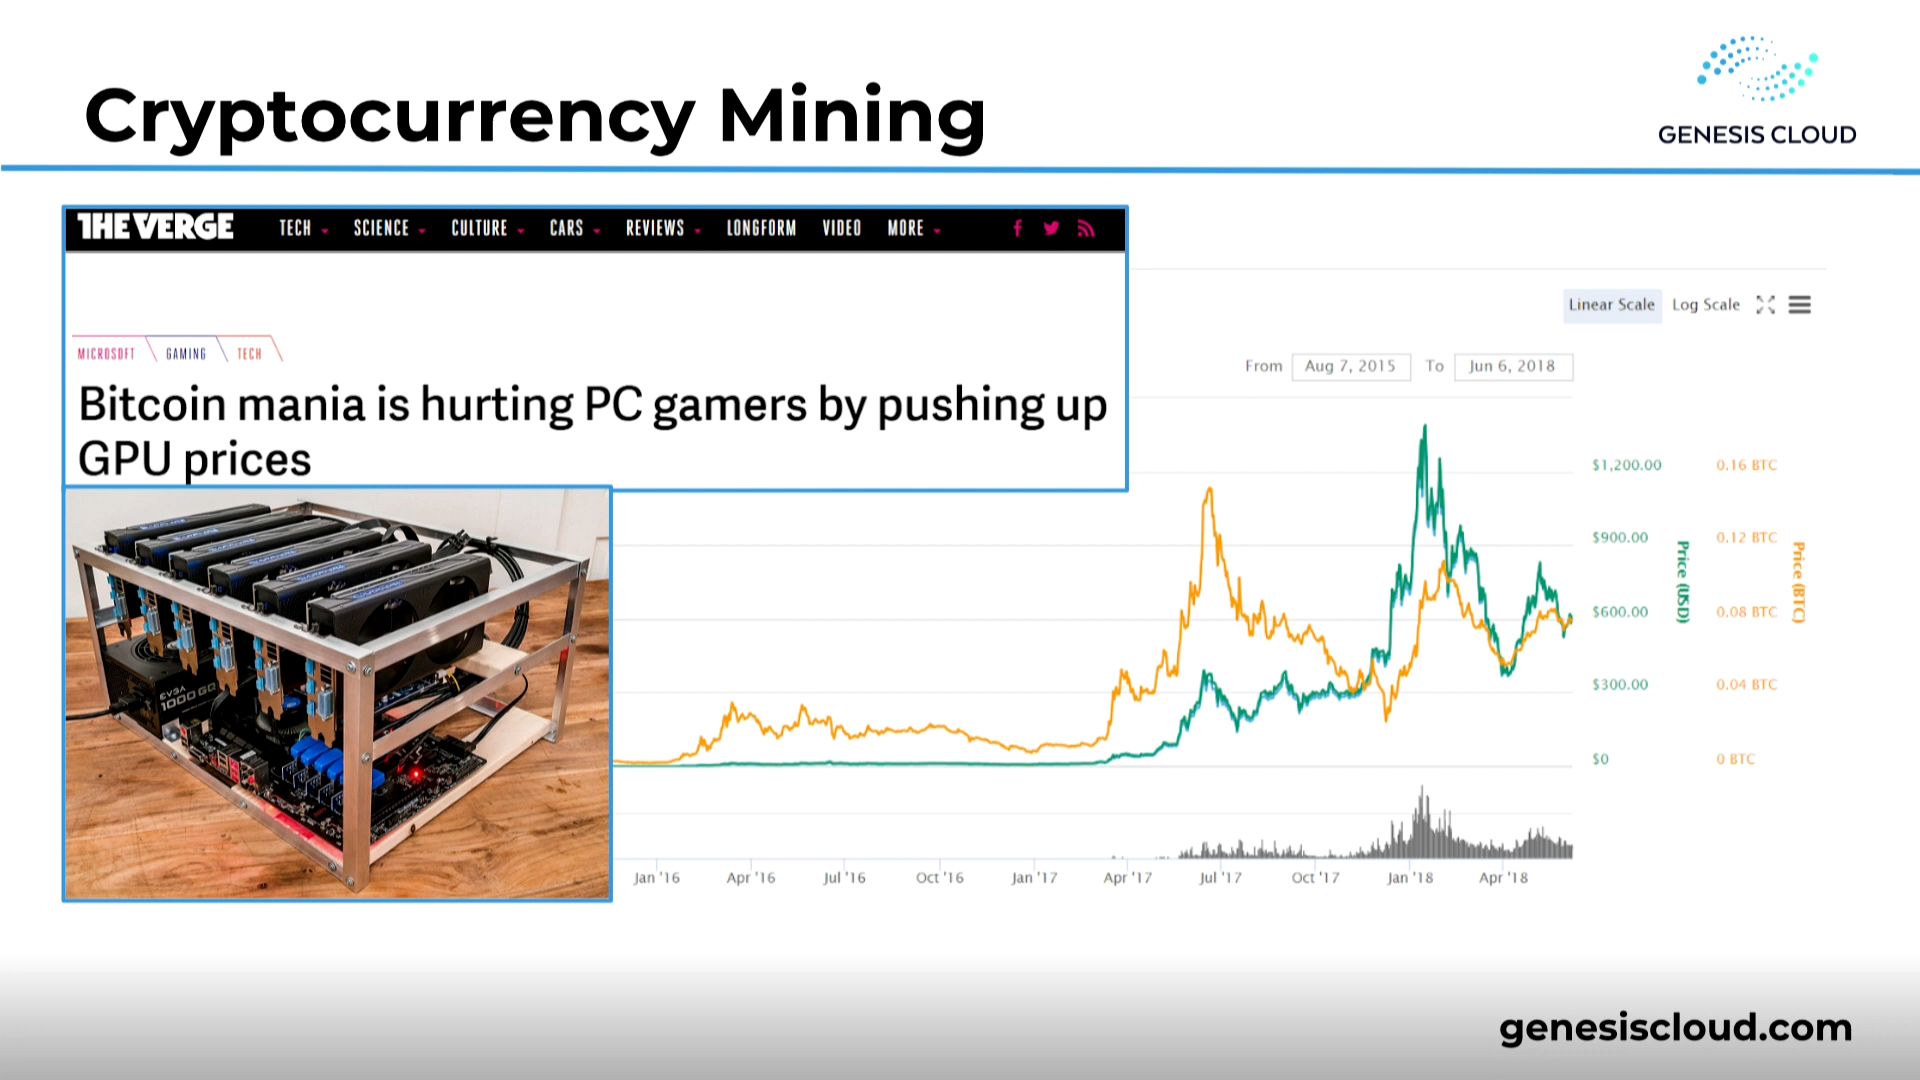 Cryptocurrency Mining
GENESIS CLOUD
THE VERGE TECH SCIENCE CULTURE CARS REVIEWS LONGFORM VIDEO MORE
MICROSOFT GAMING TECH
Bitcoin mania is hurting PC gamers by pushing up
GPU prices
EVGA
1000 GQ
Linear Scale Log Scale
From Aug 7, 2015 To Jun 6, 2018
$1,200.00 0.16 BTC
$900.00 0.12 BTC
$600.00 0.08 BTC
$300.00 0.04 BTC
$0 0 BTC
Price (USD)
Price (BTC)
Jan '16 Apr '16 Jul '16 Oct '16 Jan '17 Apr '17 Jul '17 Oct '17 Jan '18 Apr '18
genesiscloud.com